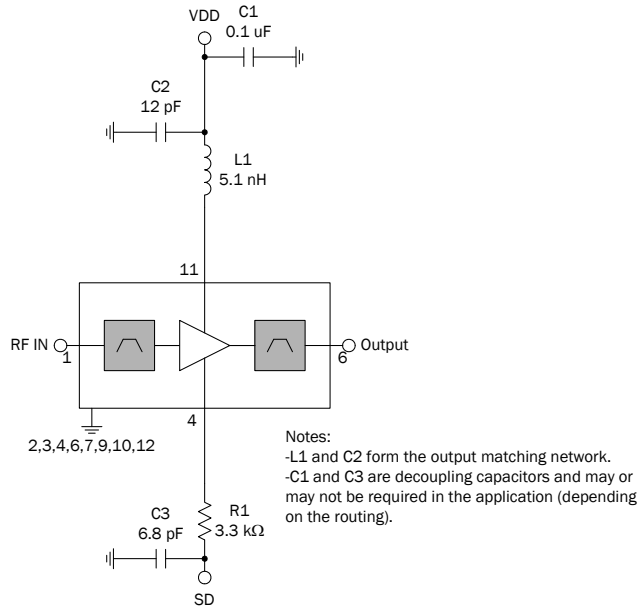 VDD
C1
0.1 uF
C2
12 pF
L1
5.1 nH
11
RF IN
1
6
Output
4
2,3,4,6,7,9,10,12
Notes:
-L1 and C2 form the output matching network.
-C1 and C3 are decoupling capacitors and may or
may not be required in the application (depending
on the routing).
C3
6.8 pF
R1
3.3 kΩ
SD